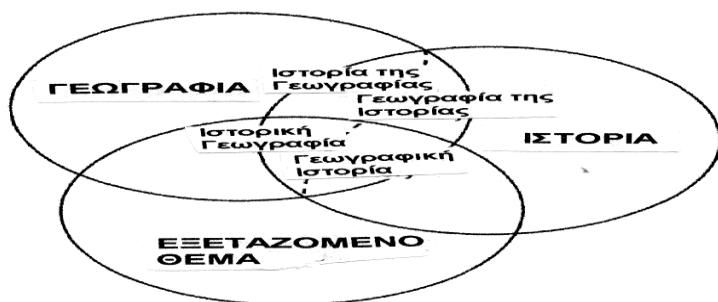 ΓΕΩΓΡΑΦΙΑ
Ιστορία της
Γεωγραφίας
Γεωγραφία της
Ιστορίας
Ιστορική
Γεωγραφία
ΙΣΤΟΡΙΑ
Γεωγραφική
Ιστορία
ΕΞΕΤΑΖΟΜΕΝΟ
ΘΕΜΑ